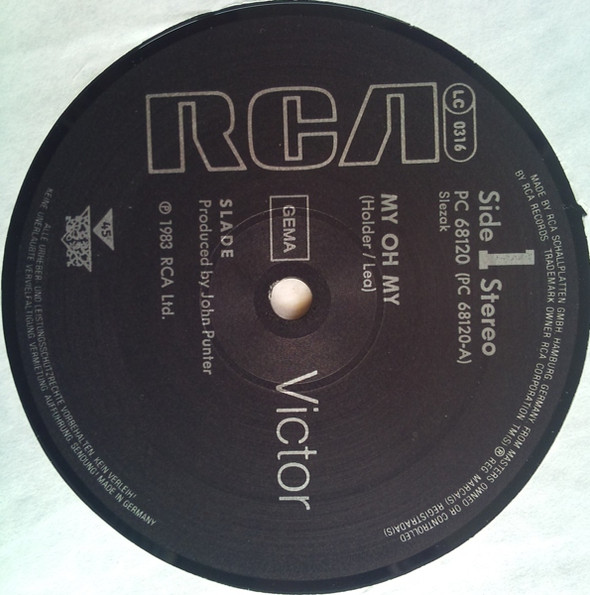 RCA
LC 0316
Side 1 Stereo
PC 68120 (PC 68120-A)
Slezak
MY OH MY
(Holder / Lea)
GEMA
SLADE
Produced by John Punter
℗ 1983 RCA Ltd.
Victor
45
MADE BY RCA SCHALLPLATTEN GMBH HAMBURG GERMANY FROM MASTERS OWNED OR CONTROLLED
BY RCA RECORDS TRADEMARK OWNER RCA CORPORATION TM(S) ® REG MARCA(S) REGISTRADA(S)
ALLE URHEBER- UND LEISTUNGSSCHUTZRECHTE VORBEHALTEN KEIN VERLEIH!
KEINE UNERLAUBTE VERVIELFÄLTIGUNG, VERMIETUNG, AUFFÜHRUNG, SENDUNG! MADE IN GERMANY